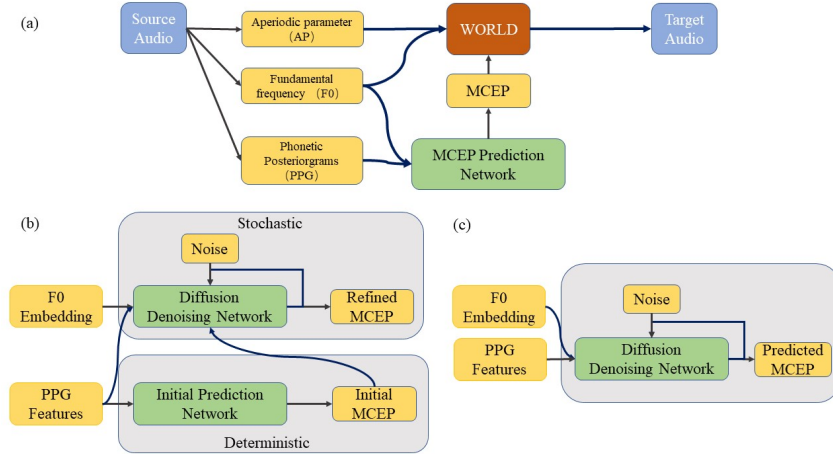 (a)
Source
Audio
Aperiodic parameter
(AP)
WORLD
Target
Audio
Fundamental
frequency (F0)
MCEP
Phonetic
Posteriorgrams
(PPG)
MCEP Prediction
Network
(b)
Stochastic
Noise
F0
Embedding
Diffusion
Denoising Network
Refined
MCEP
PPG
Features
Initial Prediction
Network
Initial
MCEP
Deterministic
(c)
F0
Embedding
Noise
PPG
Features
Diffusion
Denoising Network
Predicted
MCEP